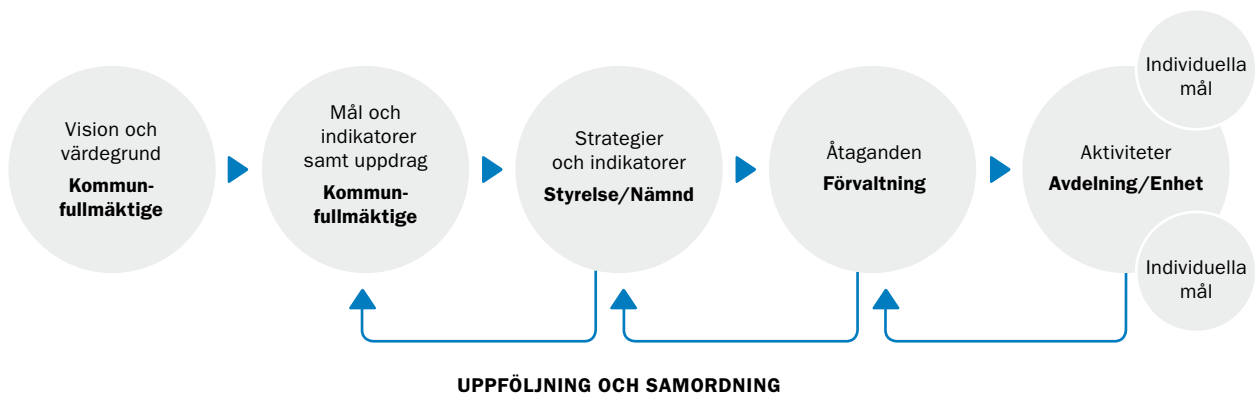 Vision och
värdegrund
Kommun-
fullmäktige
Mål och
indikatorer
samt uppdrag
Kommun-
fullmäktige
Strategier
och indikatorer
Styrelse/Nämnd
Åtaganden
Förvaltning
Aktiviteter
Avdelning/Enhet
Individuella
mål
Individuella
mål
UPPFÖLJNING OCH SAMORDNING